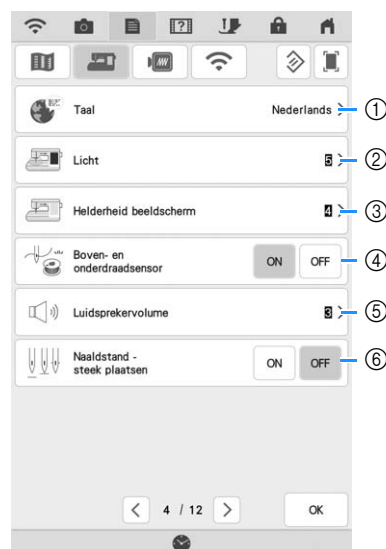 Taal
Nederlands
①
Licht
5
②
Helderheid beeldscherm
4
③
Boven- en
onderdraadsensor
ON
OFF
④
Luidsprekervolume
3
⑤
Naaldstand -
steek plaatsen
ON
OFF
⑥
4 / 12
OK